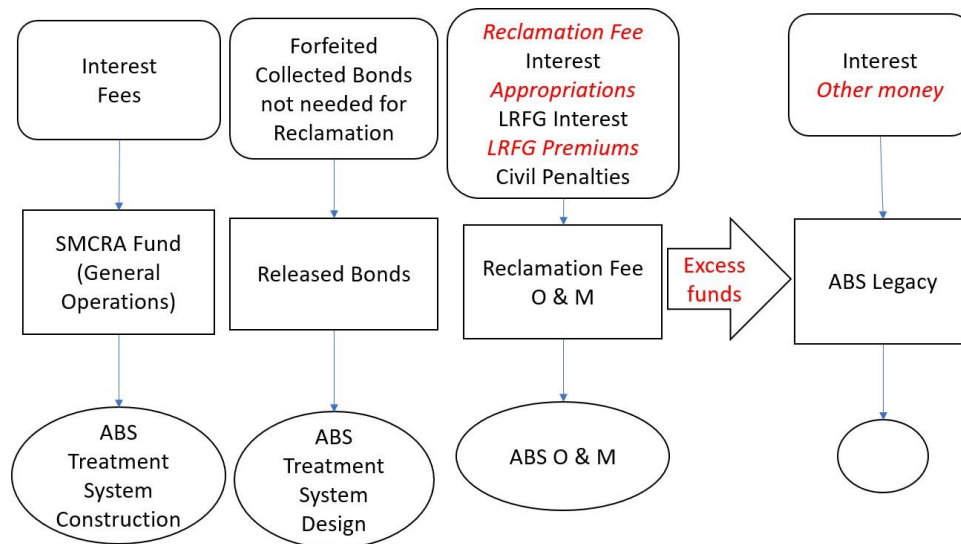 Interest
Fees
Forfeited
Collected Bonds
not needed for
Reclamation
Reclamation Fee
Interest
Appropriations
LRFG Interest
LRFG Premiums
Civil Penalties
Interest
Other money
SMCRA Fund
(General
Operations)
Released Bonds
Reclamation Fee
O & M
Excess
funds
ABS Legacy
ABS
Treatment
System
Construction
ABS
Treatment
System
Design
ABS O & M